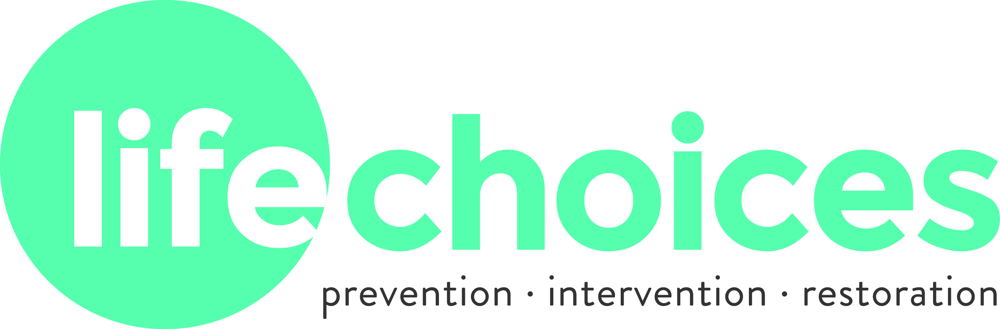 lifechoices
prevention · intervention · restoration